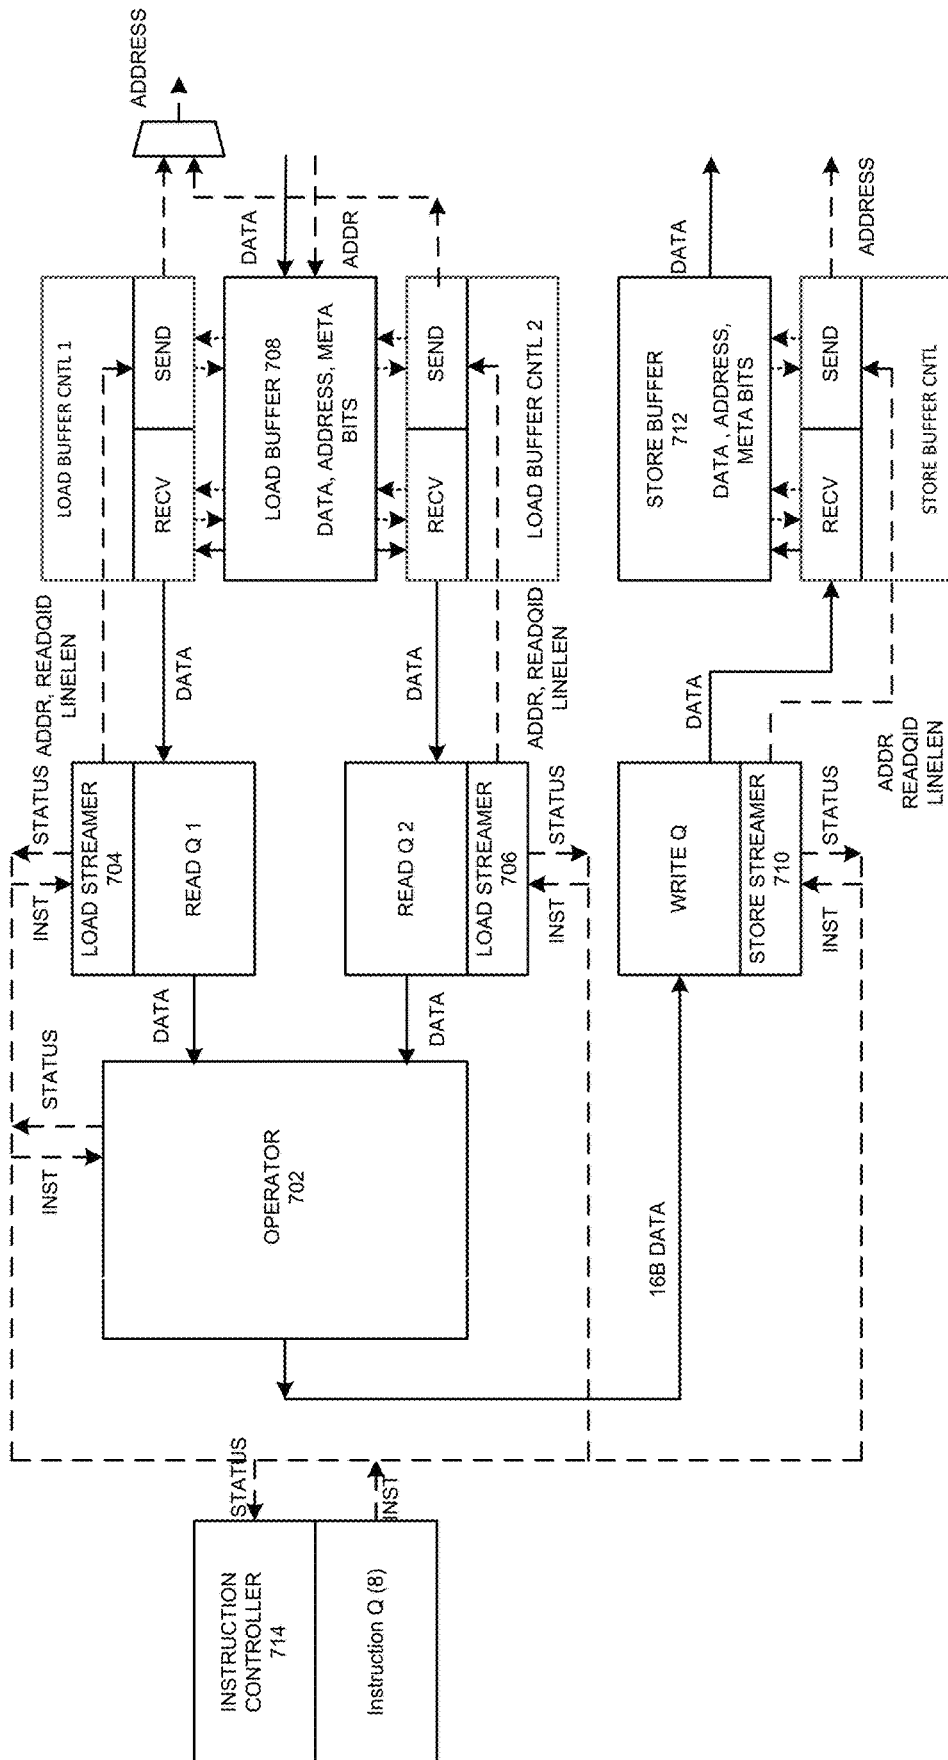 INSTRUCTION
CONTROLLER
714
Instruction Q (8)
STATUS
INST
INST
STATUS
OPERATOR
702
16B DATA
DATA
DATA
INST
STATUS
LOAD STREAMER
704
READ Q 1
READ Q 2
LOAD STREAMER
706
INST
STATUS
WRITE Q
STORE STREAMER
710
INST
STATUS
ADDR, READQID
LINELEN
DATA
DATA
ADDR, READQID
LINELEN
DATA
ADDR
READQID
LINELEN
LOAD BUFFER CNTL 1
RECV
SEND
LOAD BUFFER 708
DATA, ADDRESS, META
BITS
RECV
SEND
LOAD BUFFER CNTL 2
STORE BUFFER
712
DATA, ADDRESS,
META BITS
RECV
SEND
STORE BUFFER CNTL
ADDRESS
DATA
ADDR
DATA
ADDRESS